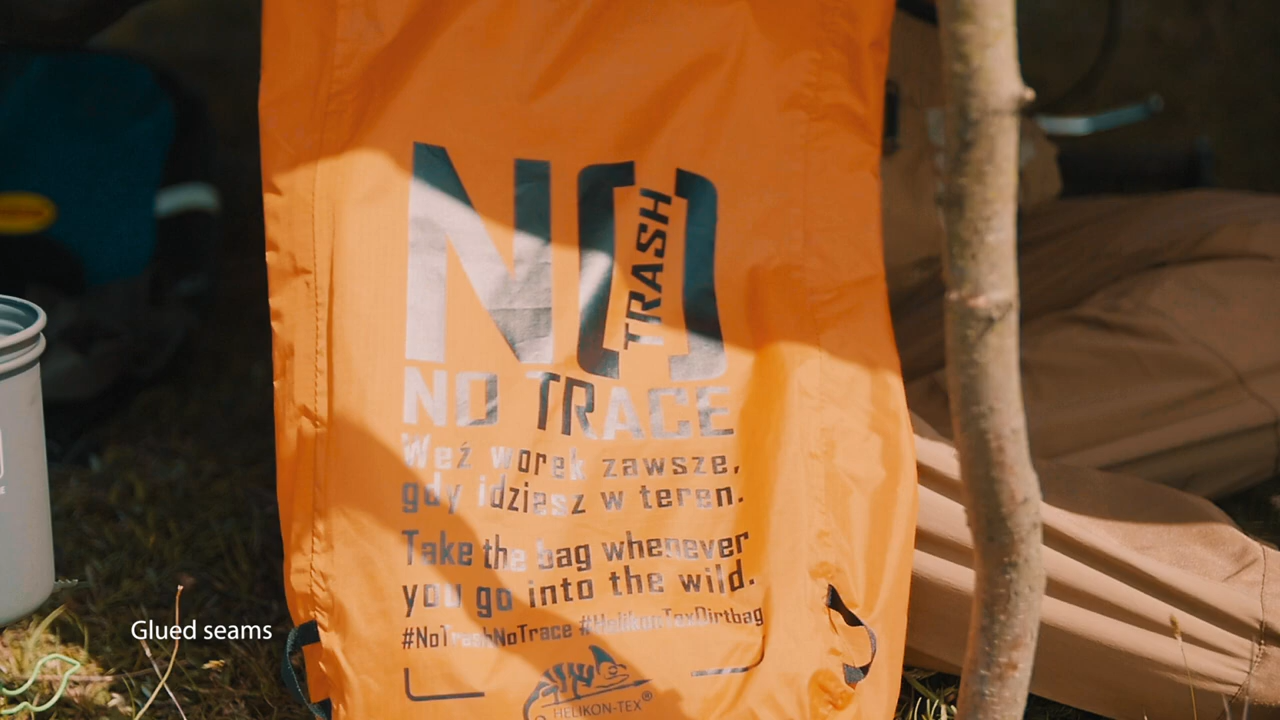 NO
TRASH
NO TRACE
Weź worek zawsze,
gdy idziesz w teren.
Take the bag whenever
you go into the wild.
#NoTrashNoTrace #HelikonTexDirtbag
HELIKON-TEX®
Glued seams